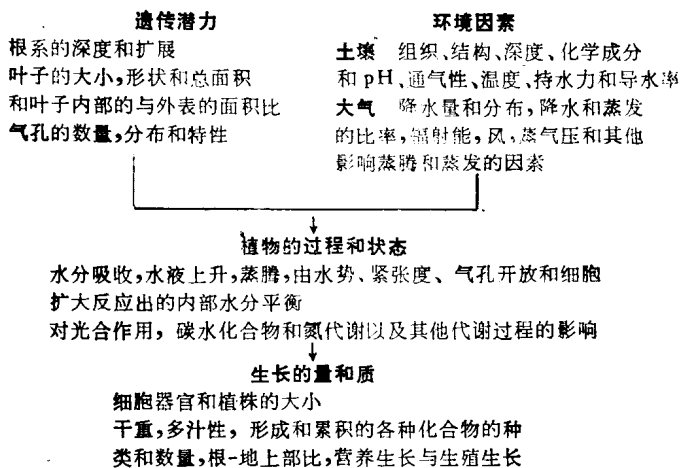 遗传潜力
根系的深度和扩展
叶子的大小,形状和总面积
和叶子内部的与外表的面积比
气孔的数量,分布和特性
环境因素
土壤 组织、结构、深度、化学成分
和 pH、通气性、温度、持水力和导水率
大气 降水量和分布,降水和蒸发
的比率,辐射能,风,蒸气压和其他
影响蒸腾和蒸发的因素
植物的过程和状态
水分吸收,水液上升,蒸腾,由水势、紧张度、气孔开放和细胞
扩大反应出的内部水分平衡
对光合作用,碳水化合物和氮代谢以及其他代谢过程的影响
生长的量和质
细胞器官和植株的大小
干重,多汁性,形成和累积的各种化合物的种
类和数量,根-地上部比,营养生长与生殖生长